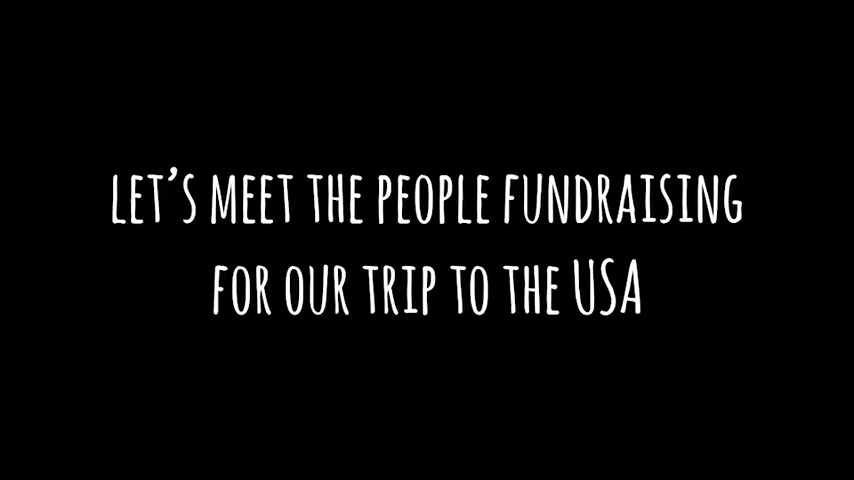 LET'S MEET THE PEOPLE FUNDRAISING
FOR OUR TRIP TO THE USA